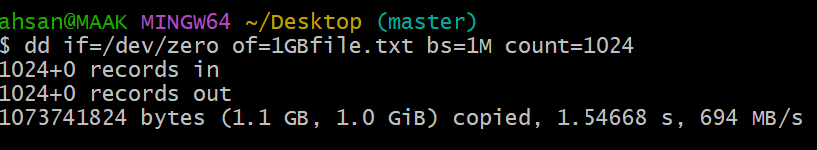 ahsan@MAAK MINGW64 ~/Desktop (master)
$ dd if=/dev/zero of=1GBfile.txt bs=1M count=1024
1024+0 records in
1024+0 records out
1073741824 bytes (1.1 GB, 1.0 GiB) copied, 1.54668 s, 694 MB/s